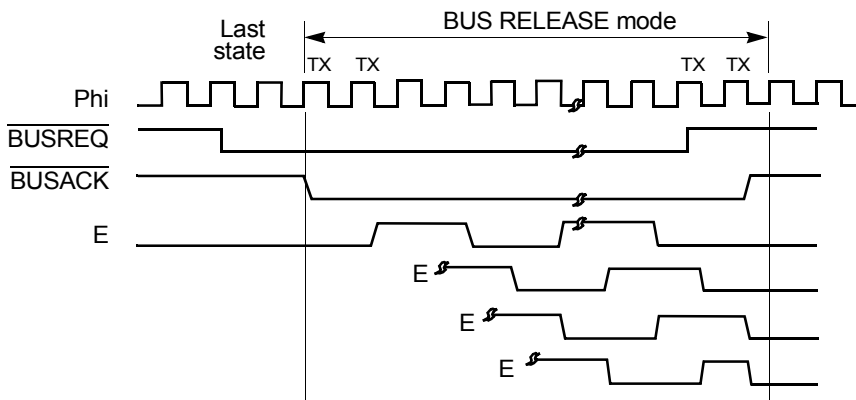 Last state
BUS RELEASE mode
TX TX TX TX
Phi
BUSREQ
BUSACK
E
E
E
E